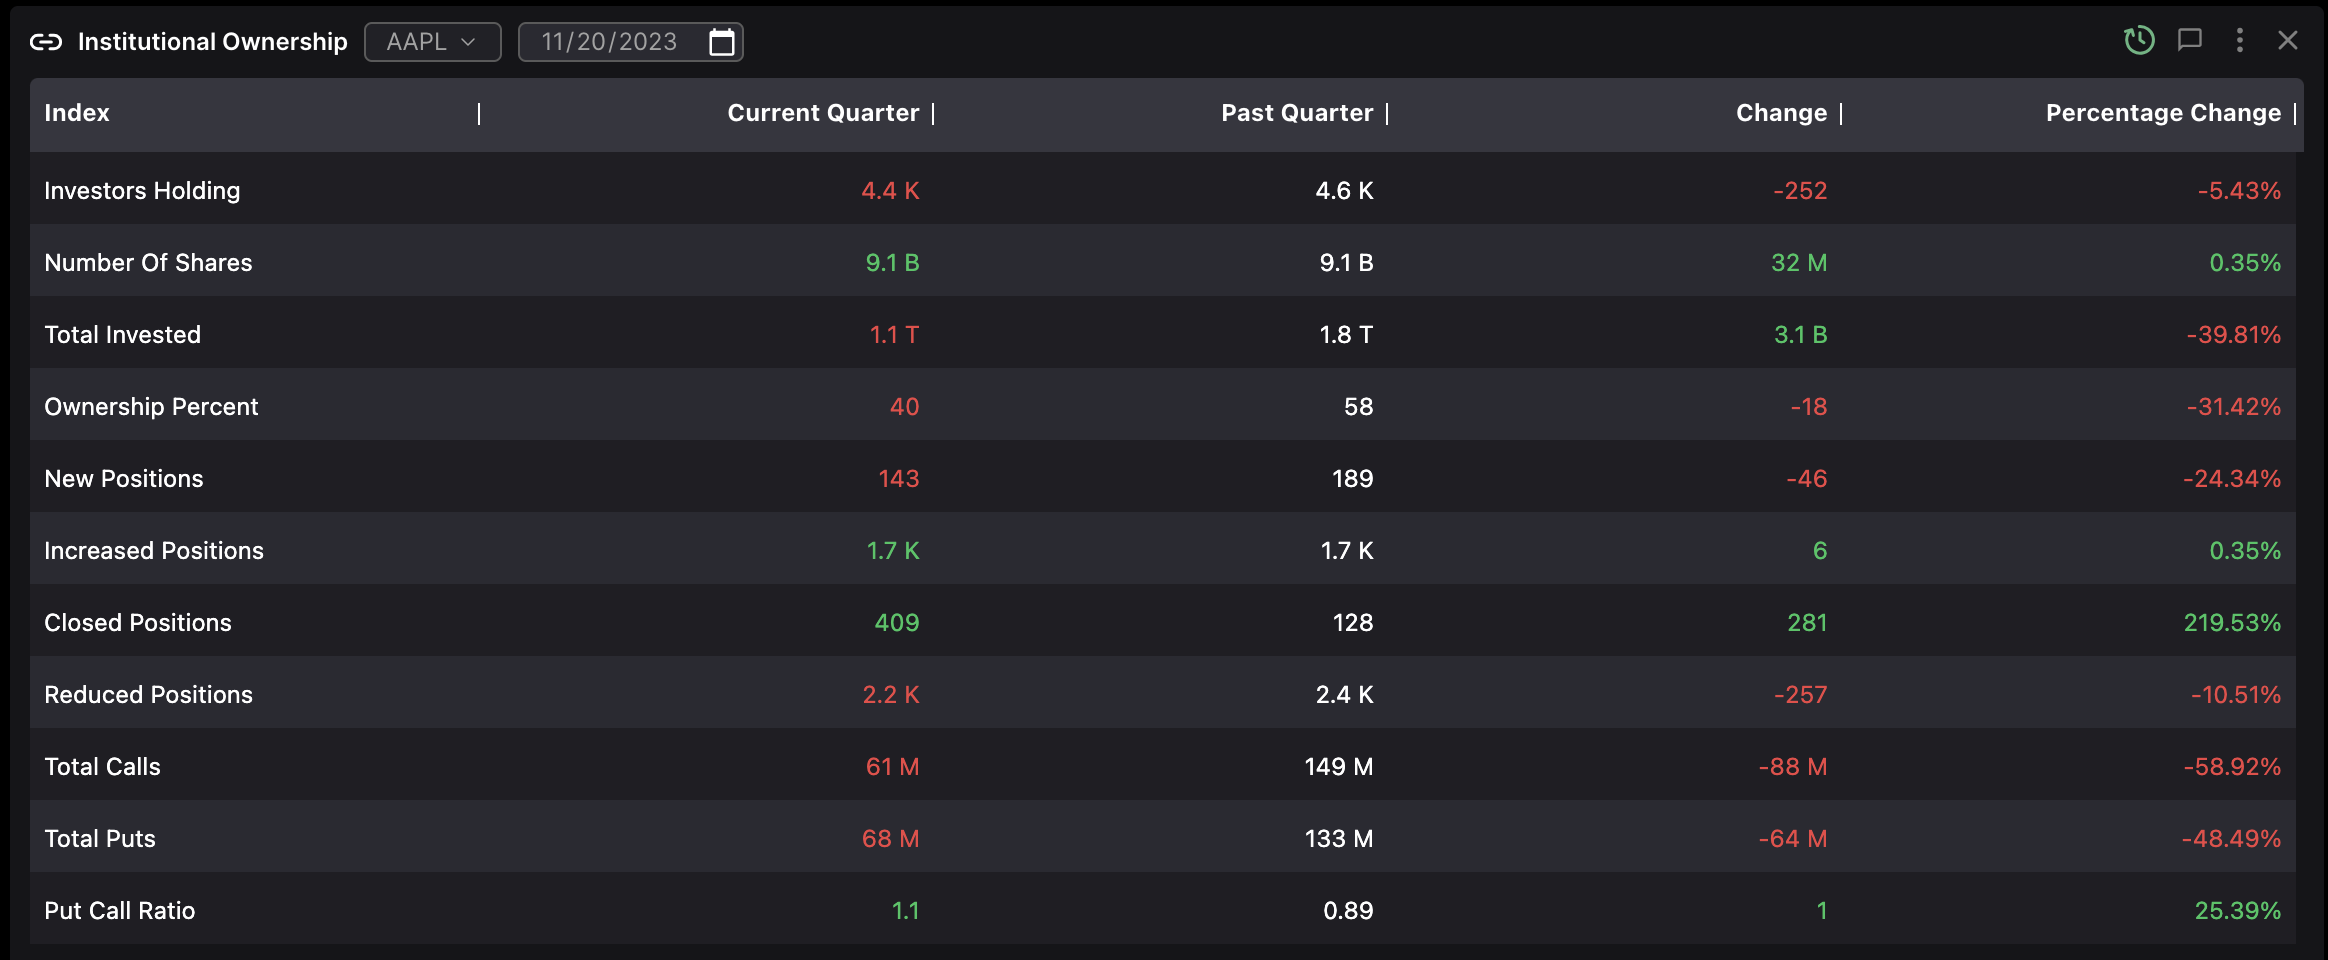 Institutional Ownership AAPL 11/20/2023
Index Current Quarter Past Quarter Change Percentage Change
Investors Holding 4.4 K 4.6 K -252 -5.43%
Number Of Shares 9.1 B 9.1 B 32 M 0.35%
Total Invested 1.1 T 1.8 T 3.1 B -39.81%
Ownership Percent 40 58 -18 -31.42%
New Positions 143 189 -46 -24.34%
Increased Positions 1.7 K 1.7 K 6 0.35%
Closed Positions 409 128 281 219.53%
Reduced Positions 2.2 K 2.4 K -257 -10.51%
Total Calls 61 M 149 M -88 M -58.92%
Total Puts 68 M 133 M -64 M -48.49%
Put Call Ratio 1.1 0.89 1 25.39%